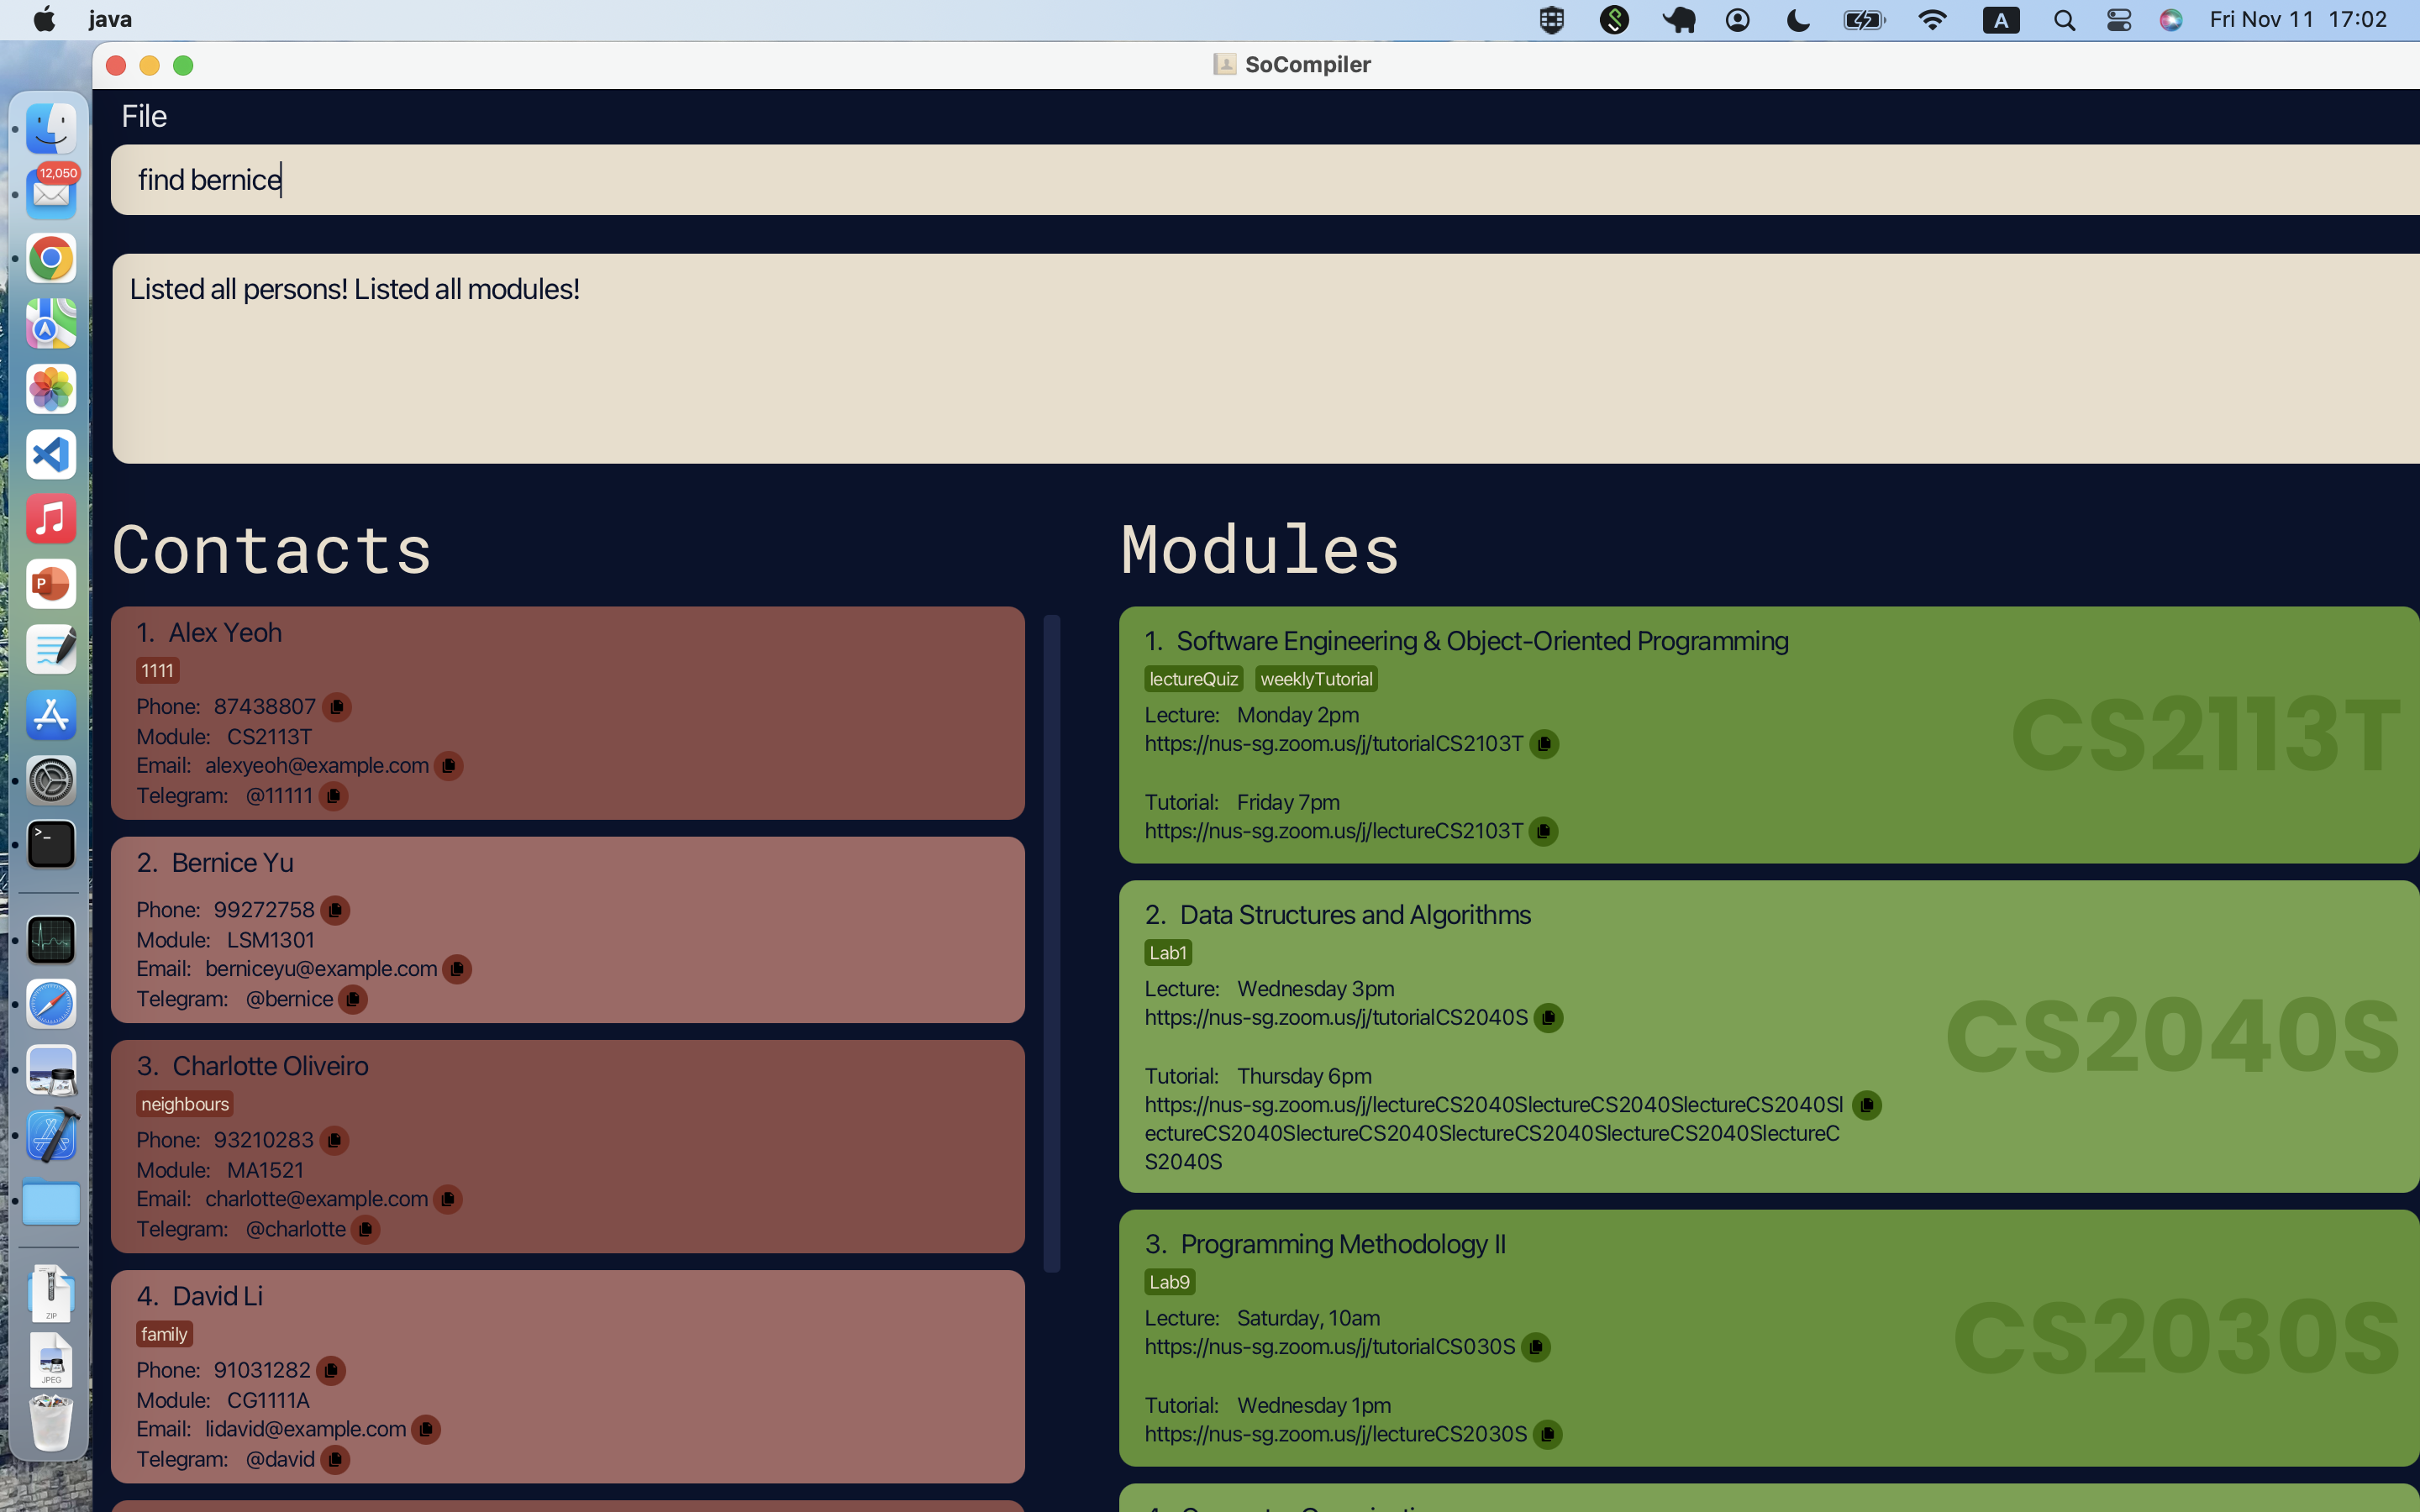 java
A
Fri Nov 11 17:02
SoCompiler
12,050
File
find bernice
Listed all persons! Listed all modules!
Contacts
1. Alex Yeoh
1111
Phone: 87438807
Module: CS2113T
Email: alexyeoh@example.com
Telegram: @11111
2. Bernice Yu
Phone: 99272758
Module: LSM1301
Email: berniceyu@example.com
Telegram: @bernice
3. Charlotte Oliveiro
neighbours
Phone: 93210283
Module: MA1521
Email: charlotte@example.com
Telegram: @charlotte
4. David Li
family
Phone: 91031282
Module: CG1111A
Email: lidavid@example.com
Telegram: @david
Modules
1. Software Engineering & Object-Oriented Programming
lectureQuiz weeklyTutorial
Lecture: Monday 2pm
https://nus-sg.zoom.us/j/tutorialCS2103T
Tutorial: Friday 7pm
https://nus-sg.zoom.us/j/lectureCS2103T
CS2113T
2. Data Structures and Algorithms
Lab1
Lecture: Wednesday 3pm
https://nus-sg.zoom.us/j/tutorialCS2040S
Tutorial: Thursday 6pm
https://nus-sg.zoom.us/j/lectureCS2040SlectureCS2040SlectureCS2040Sl
ectureCS2040SlectureCS2040SlectureCS2040SlectureCS2040SlectureC
S2040S
CS2040S
3. Programming Methodology II
Lab9
Lecture: Saturday, 10am
https://nus-sg.zoom.us/j/tutorialCS030S
Tutorial: Wednesday 1pm
https://nus-sg.zoom.us/j/lectureCS2030S
CS2030S
P
ZIP
JPEG